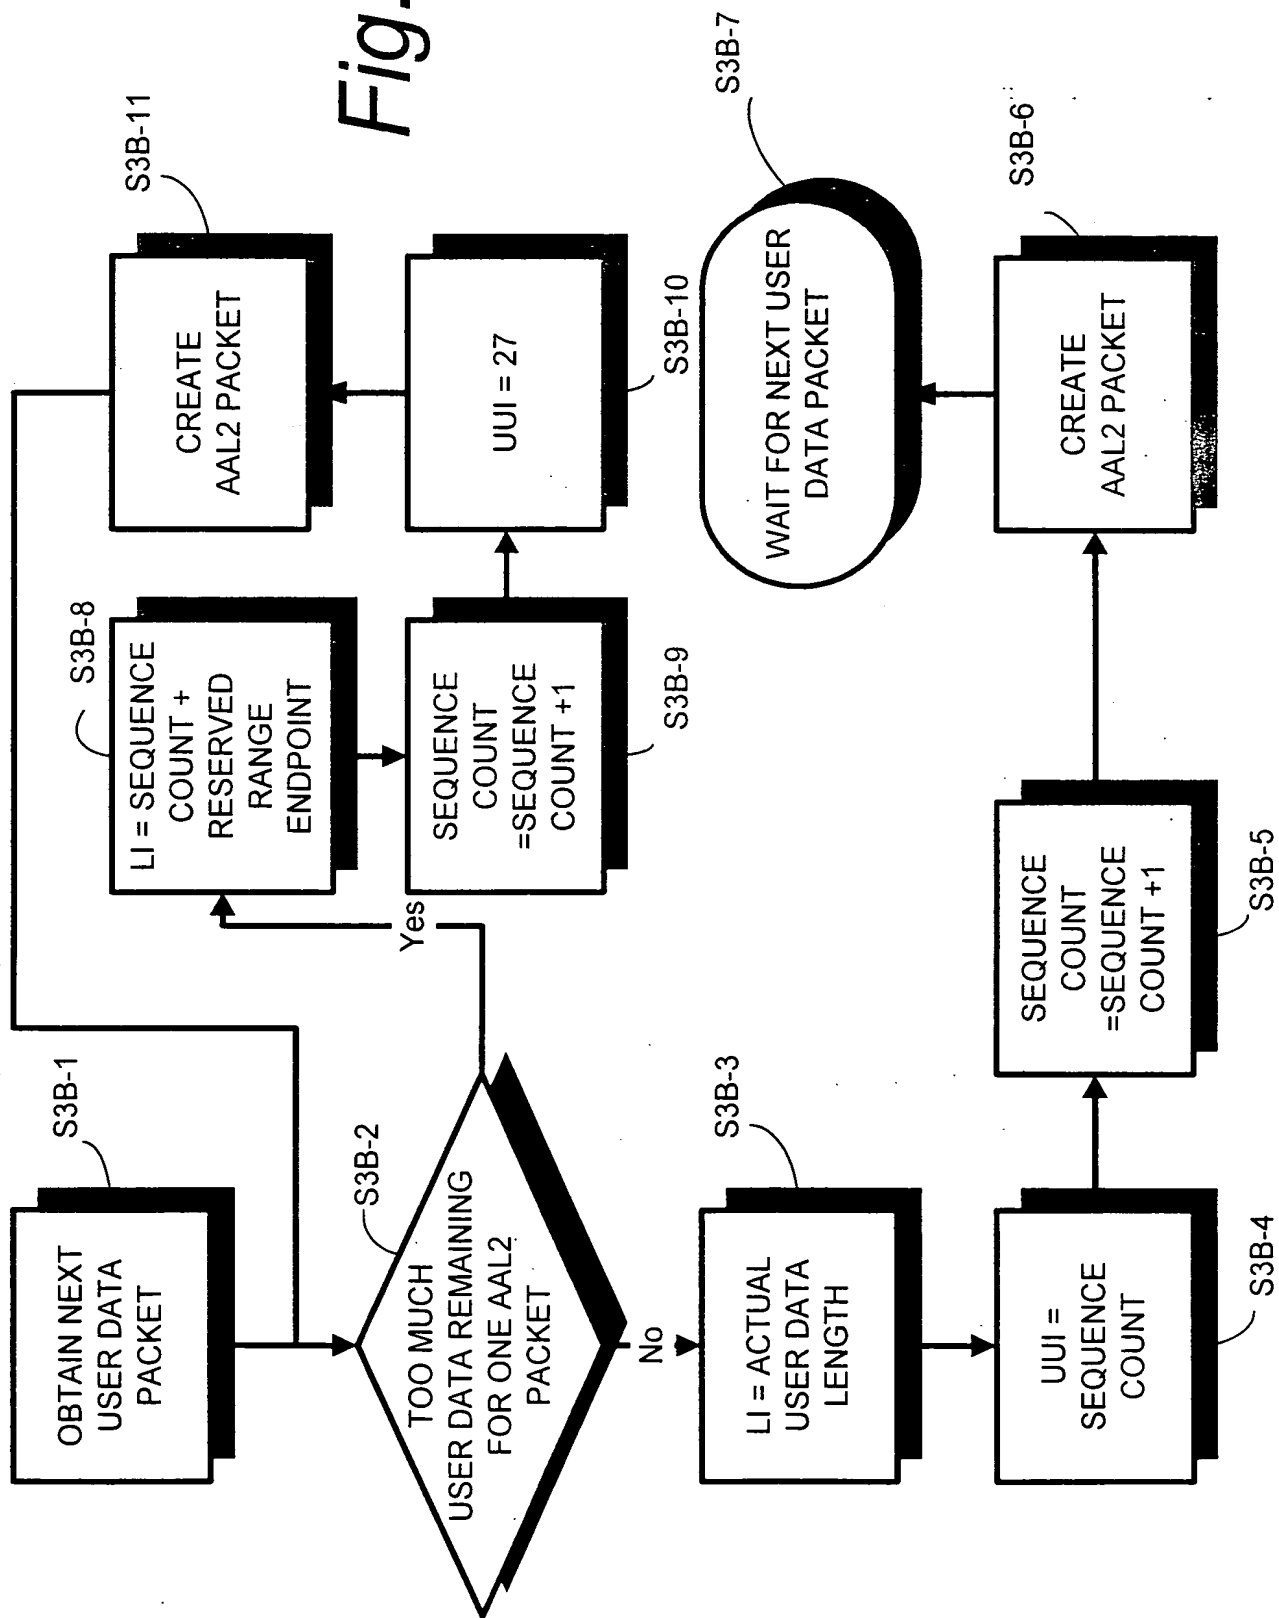 OBTAIN NEXT
USER DATA
PACKET
S3B-1
TOO MUCH
USER DATA REMAINING
FOR ONE AAL2
PACKET
S3B-2
Yes
No
LI = ACTUAL
USER DATA
LENGTH
S3B-3
UUI =
SEQUENCE
COUNT
S3B-4
SEQUENCE
COUNT
=SEQUENCE
COUNT +1
S3B-5
CREATE
AAL2 PACKET
S3B-6
WAIT FOR NEXT USER
DATA PACKET
S3B-7
LI = SEQUENCE
COUNT +
RESERVED
RANGE
ENDPOINT
S3B-8
SEQUENCE
COUNT
=SEQUENCE
COUNT +1
S3B-9
UUI = 27
S3B-10
CREATE
AAL2 PACKET
S3B-11
Fig.